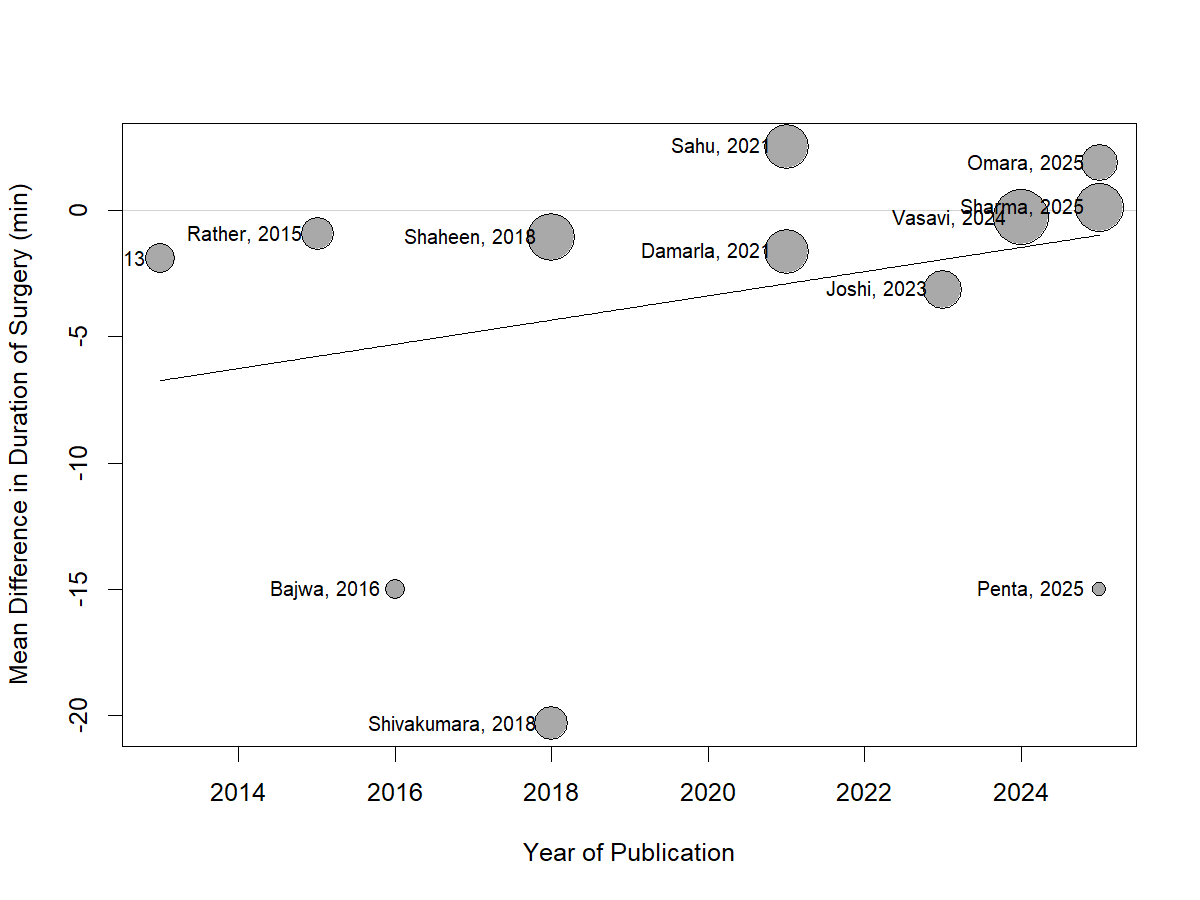 Mean Difference in Duration of Surgery (min)
0
-5
-10
-15
-20
Sahu, 2021
Omara, 2025
Sharma, 2025
Vasavi, 2024
Rather, 2015
Shaheen, 2018
Damarla, 2021
13
Joshi, 2023
Bajwa, 2016
Penta, 2025
Shivakumara, 2018
2014 2016 2018 2020 2022 2024
Year of Publication